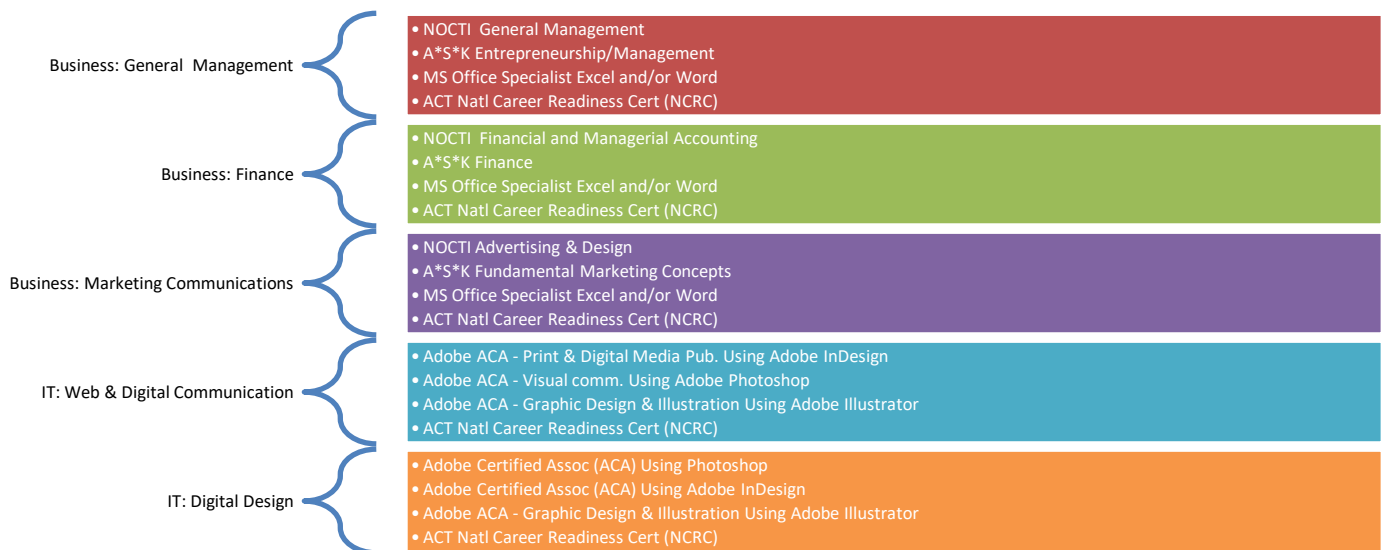 Business: General Management
• NOCTI General Management
• A*S*K Entrepreneurship/Management
• MS Office Specialist Excel and/or Word
• ACT Natl Career Readiness Cert (NCRC)
Business: Finance
• NOCTI Financial and Managerial Accounting
• A*S*K Finance
• MS Office Specialist Excel and/or Word
• ACT Natl Career Readiness Cert (NCRC)
Business: Marketing Communications
• NOCTI Advertising & Design
• A*S*K Fundamental Marketing Concepts
• MS Office Specialist Excel and/or Word
• ACT Natl Career Readiness Cert (NCRC)
IT: Web & Digital Communication
• Adobe ACA - Print & Digital Media Pub. Using Adobe InDesign
• Adobe ACA - Visual comm. Using Adobe Photoshop
• Adobe ACA - Graphic Design & Illustration Using Adobe Illustrator
• ACT Natl Career Readiness Cert (NCRC)
IT: Digital Design
• Adobe Certified Assoc (ACA) Using Photoshop
• Adobe Certified Assoc (ACA) Using Adobe InDesign
• Adobe ACA - Graphic Design & Illustration Using Adobe Illustrator
• ACT Natl Career Readiness Cert (NCRC)